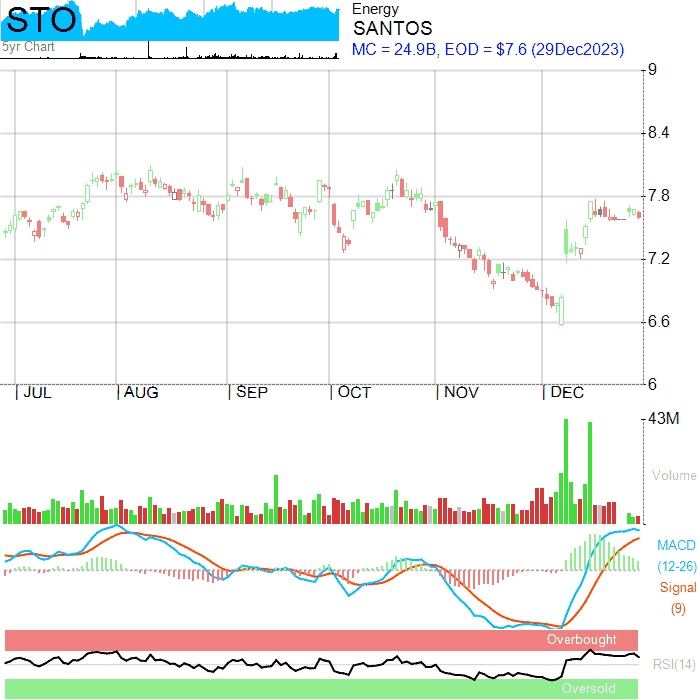 STO
5yr Chart
Energy
SANTOS
MC = 24.9B, EOD = $7.6 (29Dec2023)
9
8.4
7.8
7.2
6.6
6
JUL AUG SEP OCT NOV DEC
43M
Volume
MACD
(12-26)
Signal
(9)
Overbought
RSI(14)
Oversold